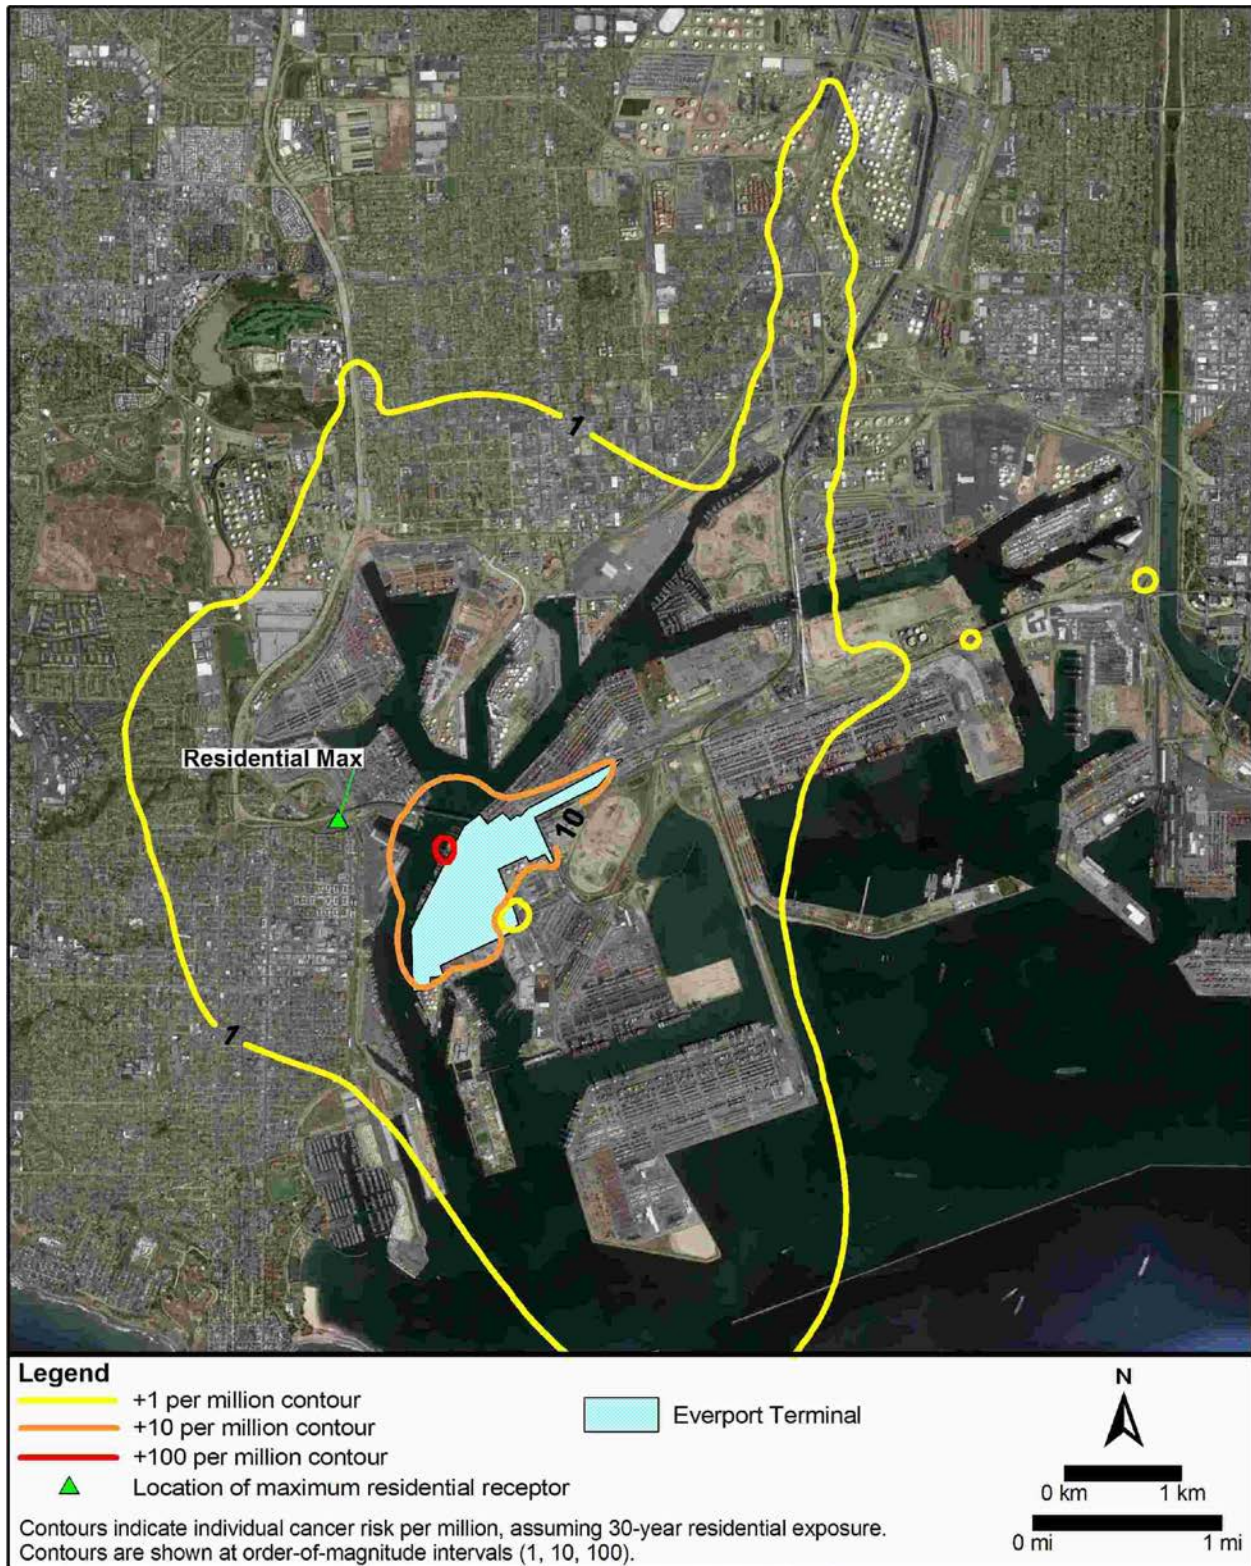 1
Residential Max
10
1
Legend
+1 per million contour
+10 per million contour
+100 per million contour
Location of maximum residential receptor
Everport Terminal
N
0 km 1 km
0 mi 1 mi
Contours indicate individual cancer risk per million, assuming 30-year residential exposure.
Contours are shown at order-of-magnitude intervals (1, 10, 100).